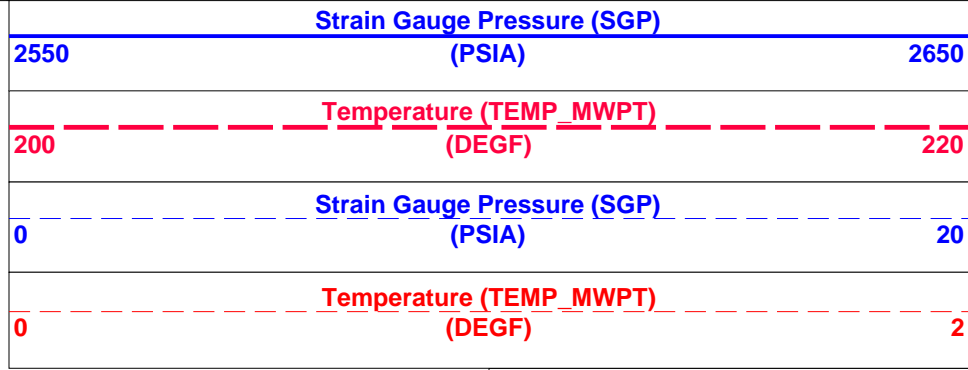 Strain Gauge Pressure (SGP)
2550 (PSIA) 2650
Temperature (TEMP_MWPT)
200 (DEGF) 220
Strain Gauge Pressure (SGP)
0 (PSIA) 20
Temperature (TEMP_MWPT)
0 (DEGF) 2